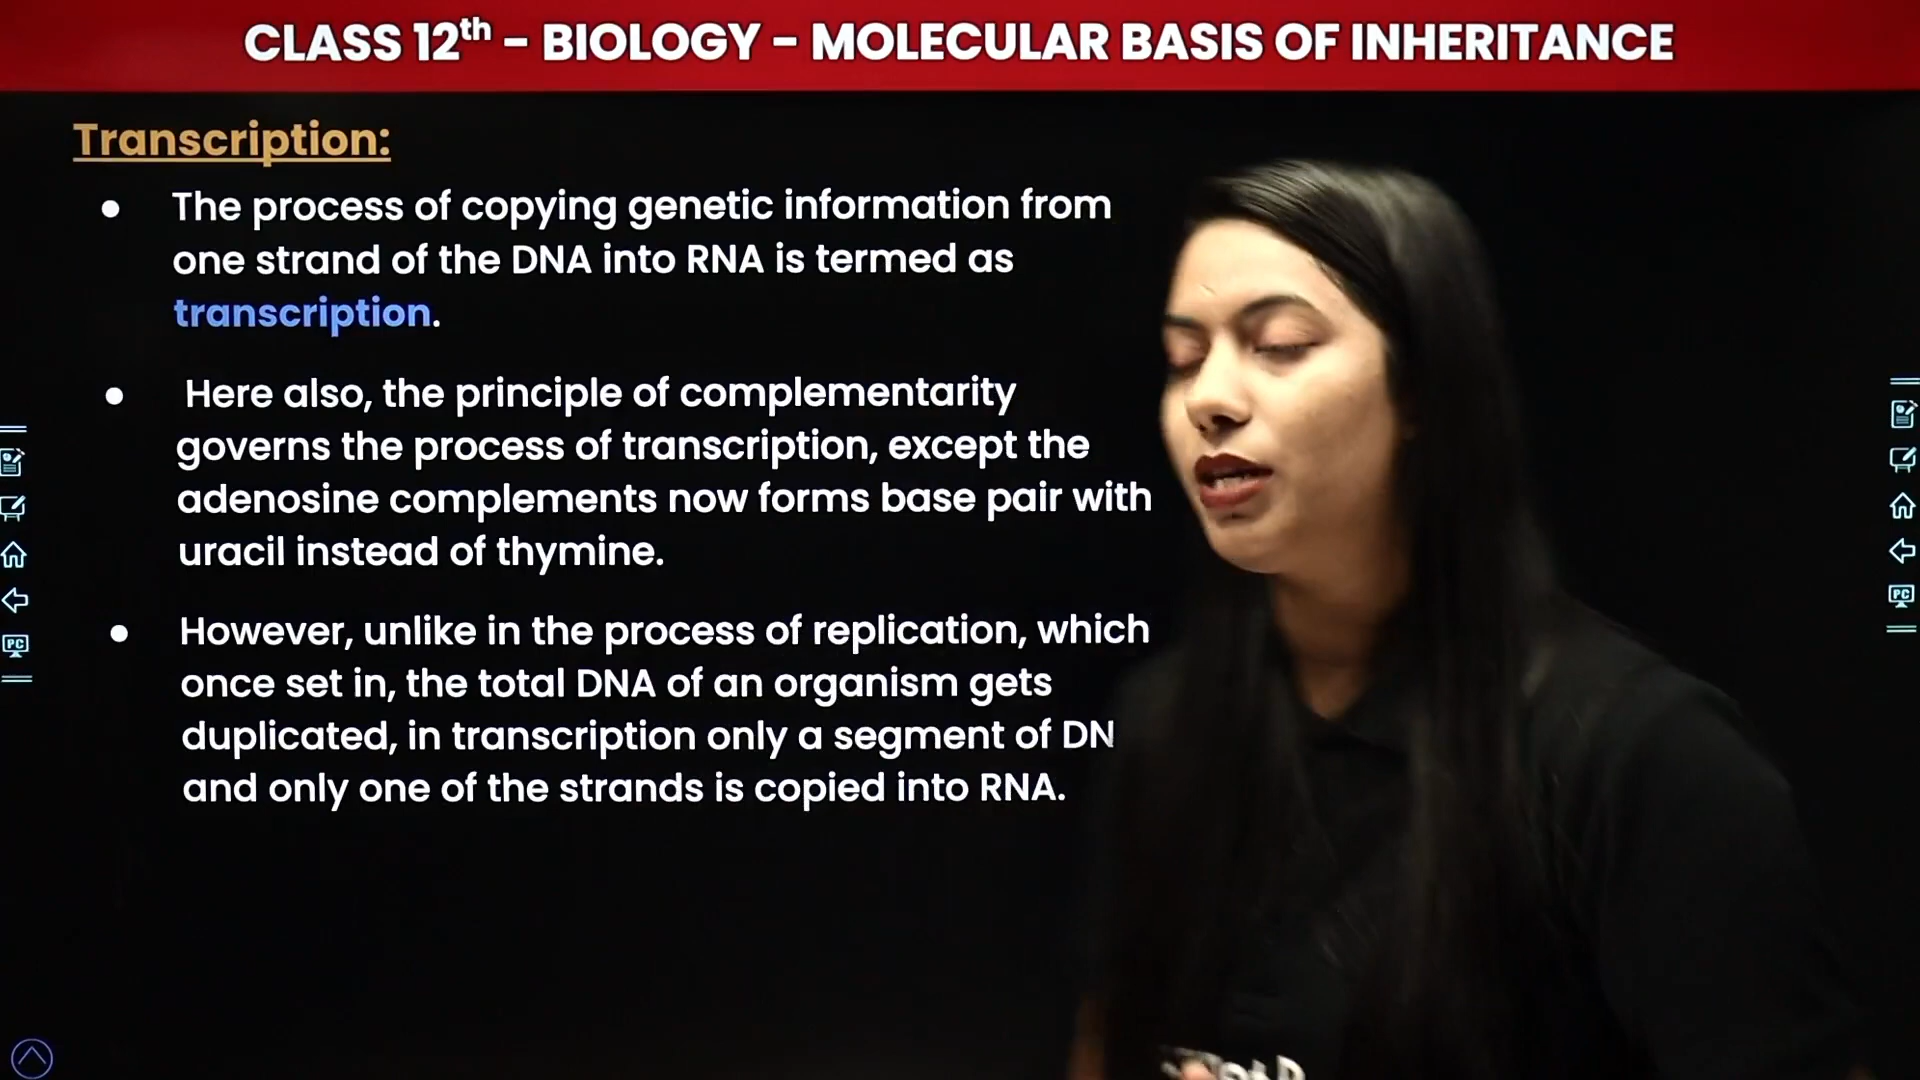 CLASS 12th - BIOLOGY - MOLECULAR BASIS OF INHERITANCE
Transcription:
● The process of copying genetic information from
one strand of the DNA into RNA is termed as
transcription.
● Here also, the principle of complementarity
governs the process of transcription, except the
adenosine complements now forms base pair with
uracil instead of thymine.
● However, unlike in the process of replication, which
once set in, the total DNA of an organism gets
duplicated, in transcription only a segment of DN
and only one of the strands is copied into RNA.
PC
PC